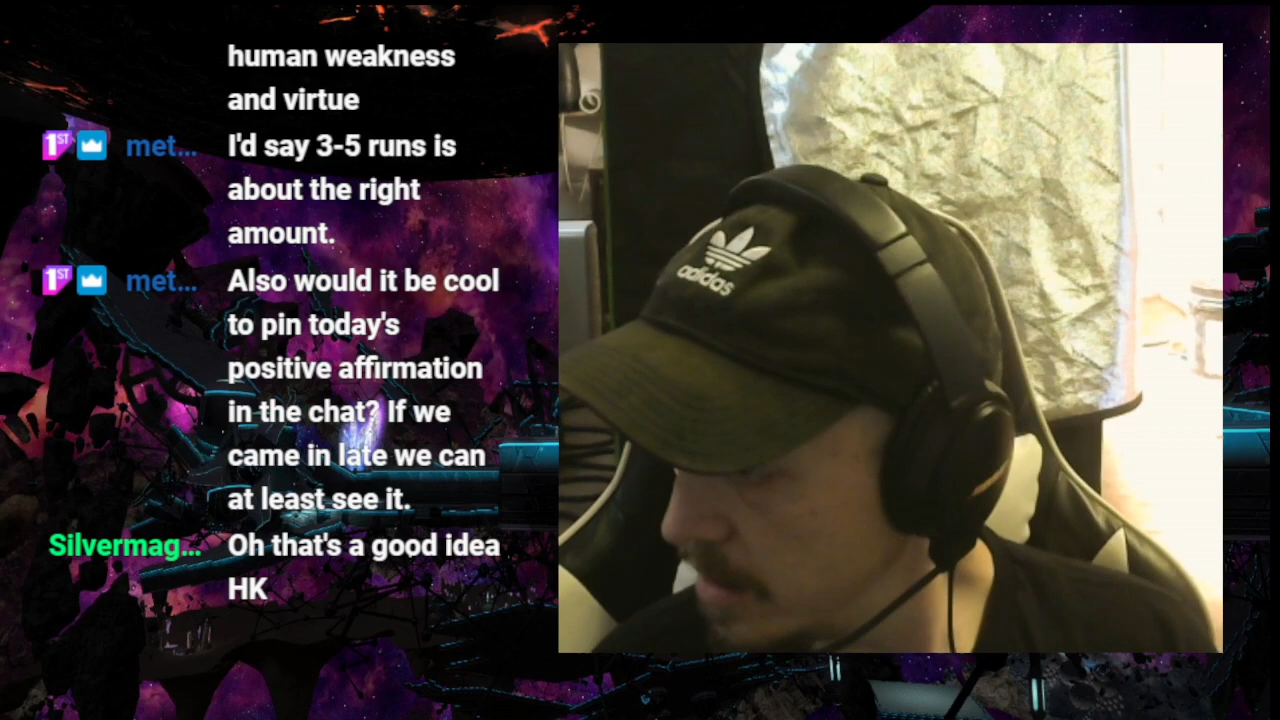 human weakness
and virtue
1ST met... I'd say 3-5 runs is
about the right
amount.
1ST met... Also would it be cool
to pin today's
positive affirmation
in the chat? If we
came in late we can
at least see it.
Silvermag... Oh that's a good idea
HK
adidas